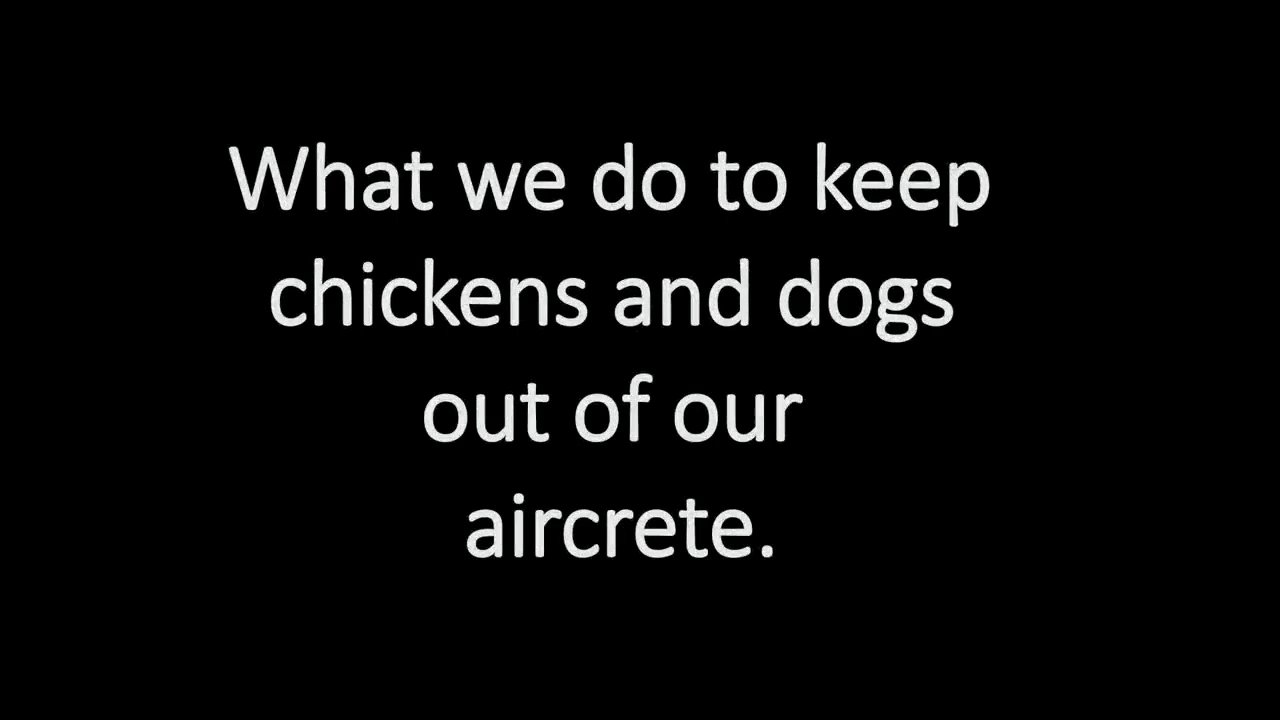 What we do to keep
chickens and dogs
out of our
aircrete.